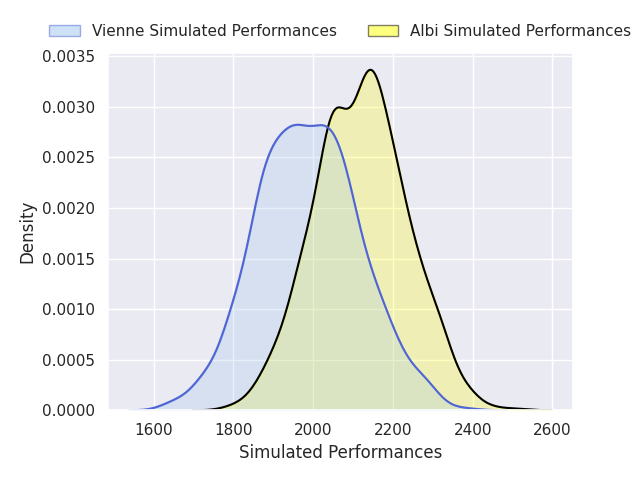 Vienne Simulated Performances
Albi Simulated Performances
0.0035
0.0030
0.0025
0.0020
0.0015
0.0010
0.0005
0.0000
Density
1600 1800 2000 2200 2400 2600
Simulated Performances